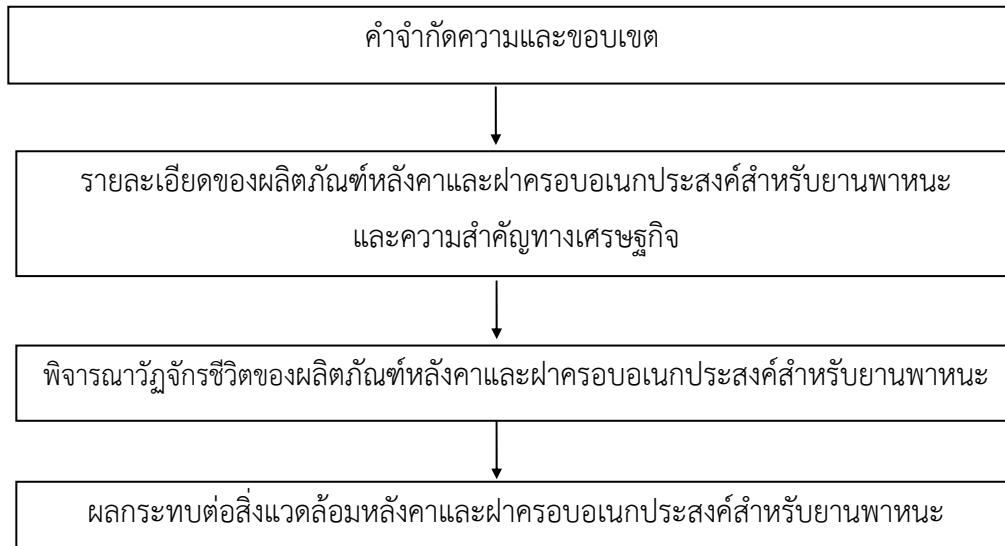 คำจำกัดความและขอบเขต
รายละเอียดของผลิตภัณฑ์หลังคาและฝาครอบอเนกประสงค์สำหรับยานพาหนะ
และความสำคัญทางเศรษฐกิจ
พิจารณาวัฏจักรชีวิตของผลิตภัณฑ์หลังคาและฝาครอบอเนกประสงค์สำหรับยานพาหนะ
ผลกระทบต่อสิ่งแวดล้อมหลังคาและฝาครอบอเนกประสงค์สำหรับยานพาหนะ